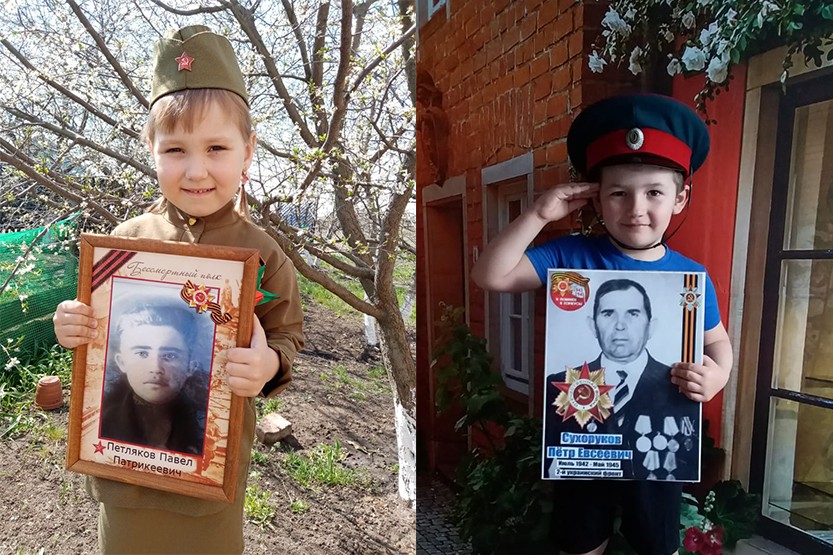 Бессмертный полк
Петляков Павел
Патрикеевич
Сухоруков
Пётр Евсеевич
Июль 1942 - Май 1945
2-й украинский фронт